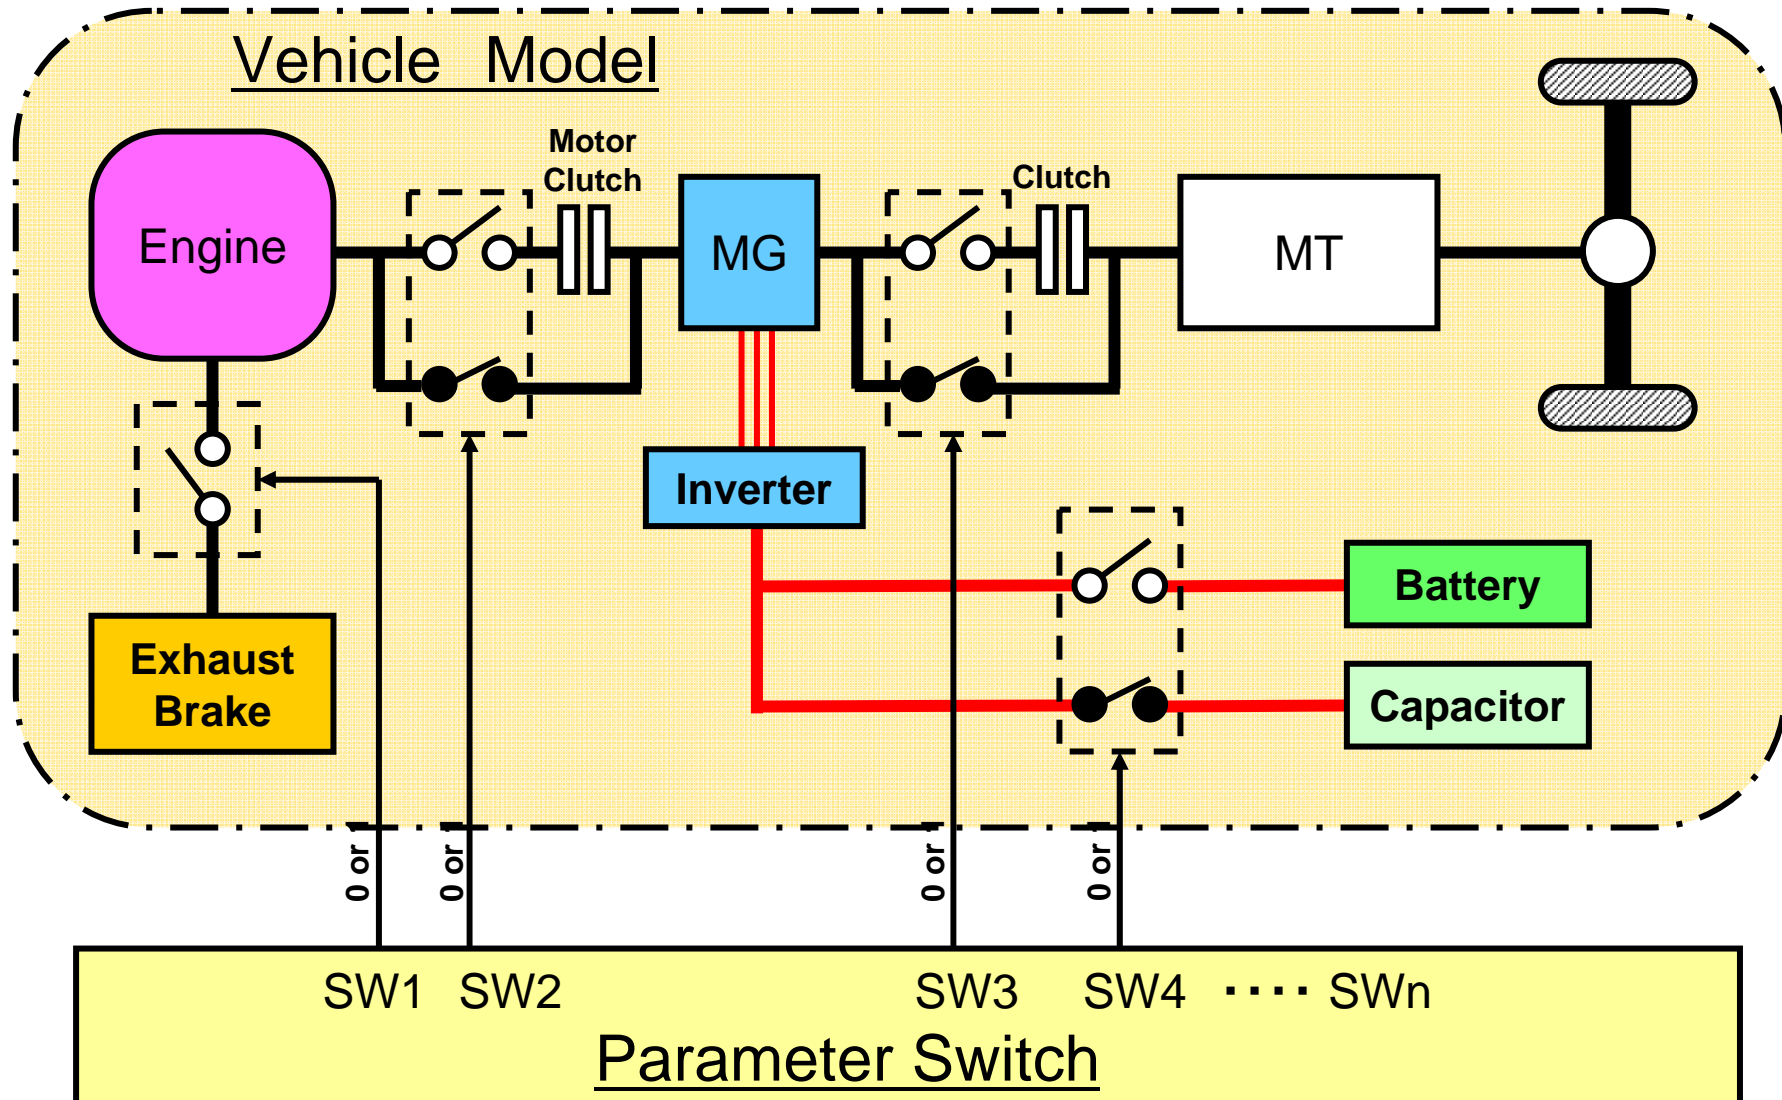 Vehicle Model
Motor
Clutch
Clutch
Engine
MG
MT
Inverter
Battery
Exhaust
Brake
Capacitor
0 or 1
0 or 1
0 or 1
0 or 1
SW1 SW2 SW3 SW4 ···· SWn
Parameter Switch